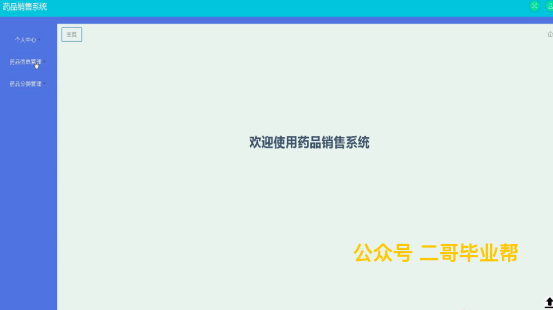 药品销售系统
个人中心
主页
药品信息管理
药品分类管理
欢迎使用药品销售系统
公众号 二哥毕业帮